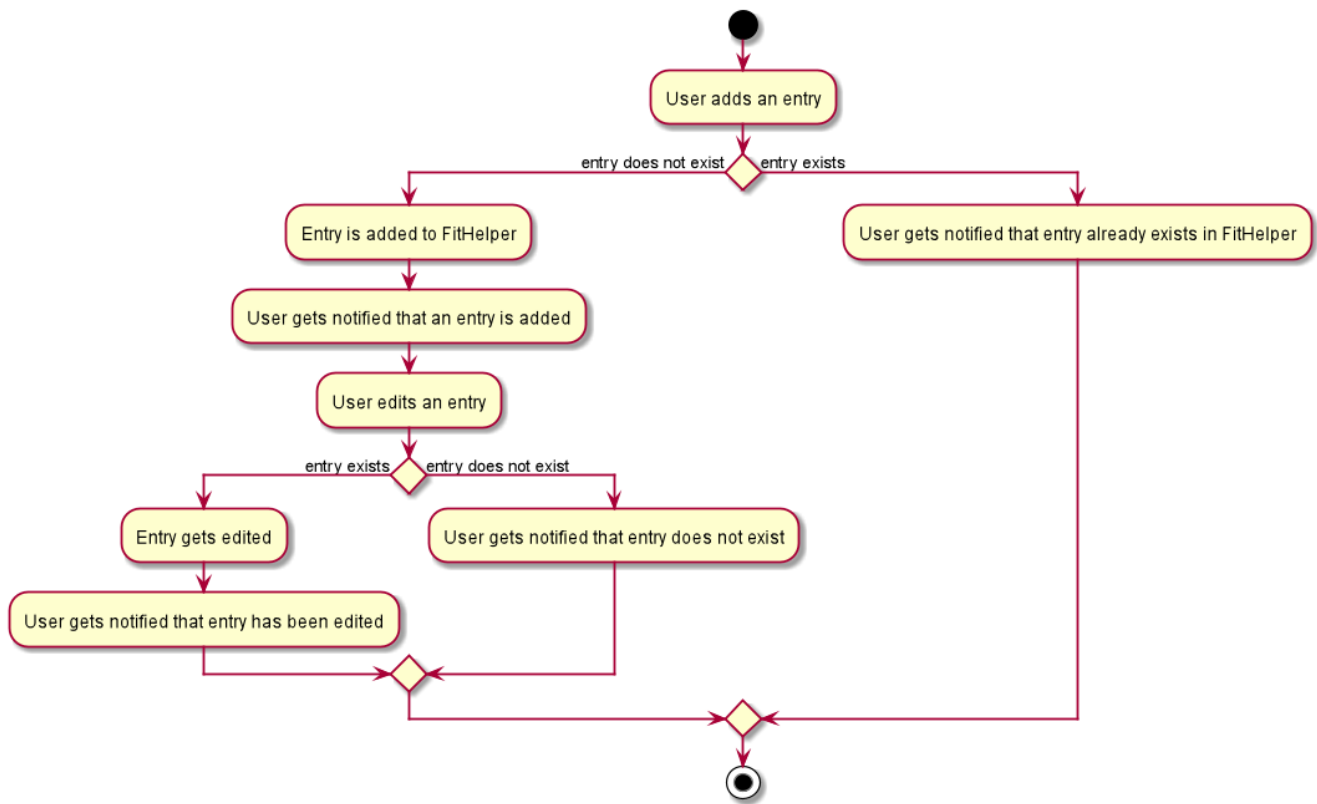 User adds an entry
entry does not exist
entry exists
Entry is added to FitHelper
User gets notified that entry already exists in FitHelper
User gets notified that an entry is added
User edits an entry
entry exists
entry does not exist
Entry gets edited
User gets notified that entry does not exist
User gets notified that entry has been edited